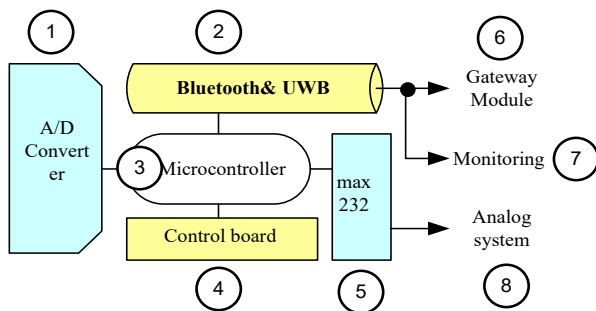 1
2
6
Bluetooth& UWB
Gateway
Module
A/D
Convert
er
3
Microcontroller
max
232
Monitoring
7
Control board
Analog
system
4
5
8